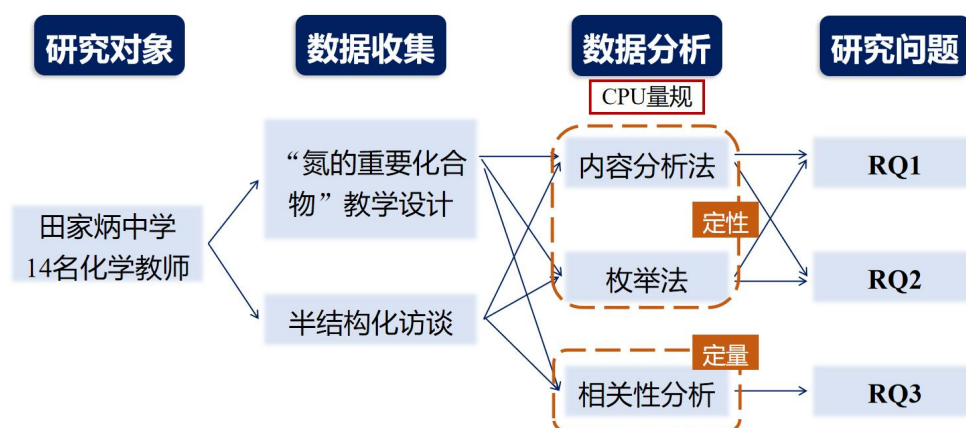 研究对象
数据收集
数据分析
研究问题
CPU量规
“氮的重要化合
物”教学设计
内容分析法
RQ1
田家炳中学
14名化学教师
定性
枚举法
RQ2
半结构化访谈
定量
相关性分析
RQ3